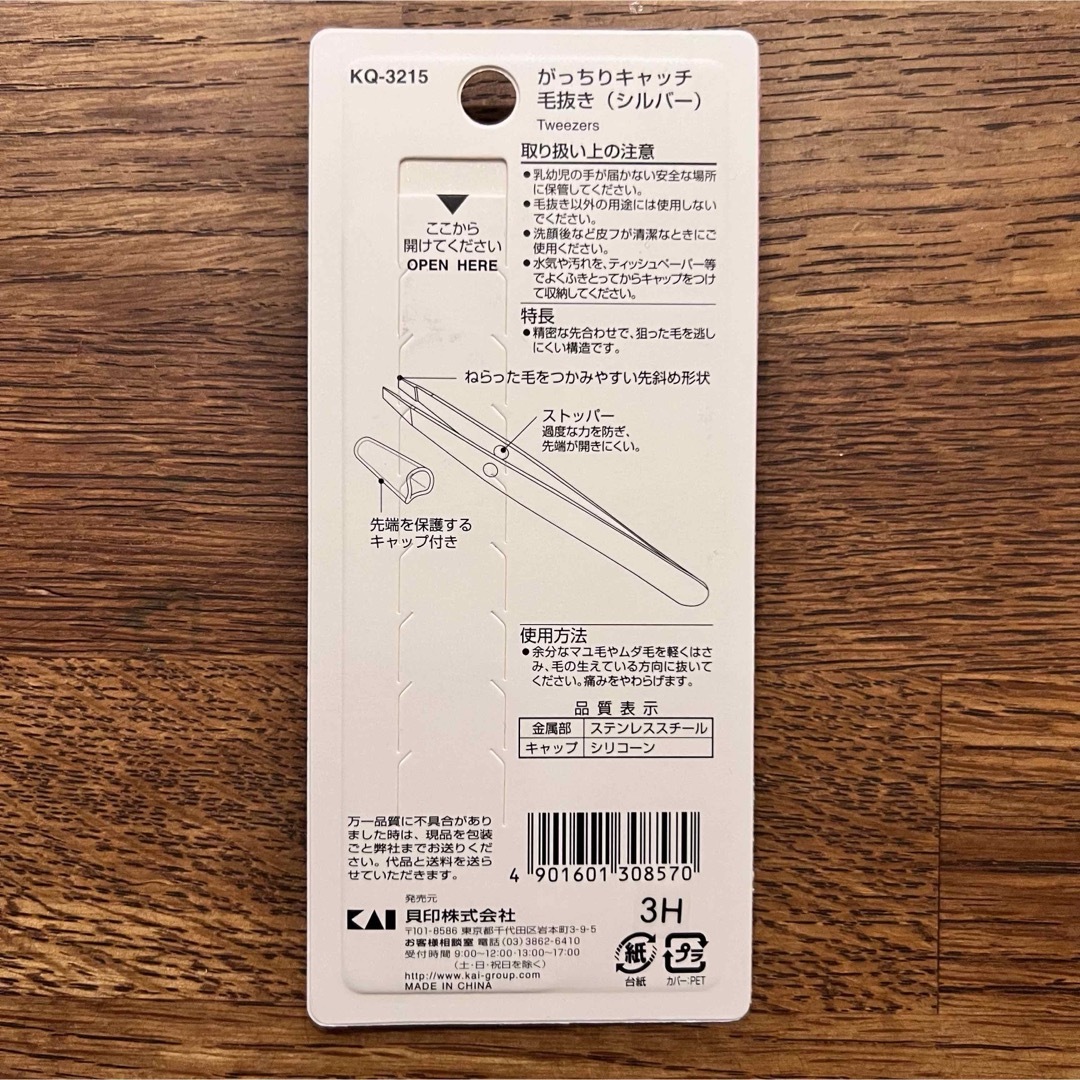 KQ-3215
がっちりキャッチ
毛抜き（シルバー）
Tweezers
取り扱い上の注意
●乳幼児の手が届かない安全な場所
に保管してください。
●毛抜き以外の用途には使用しない
でください。
●洗顔後など皮フが清潔なときにご
使用ください。
●水気や汚れを、ティッシュペーパー等
でよくふきとってからキャップをつけ
て収納してください。
ここから
開けてください
OPEN HERE
特長
●精密な先合わせで、狙った毛を逃し
にくい構造です。
ねらった毛をつかみやすい先斜め形状
ストッパー
過度な力を防ぎ、
先端が開きにくい。
先端を保護する
キャップ付き
使用方法
●余分なマユ毛やムダ毛を軽くはさ
み、毛の生えている方向に抜いて
ください。痛みをやわらげます。
品質表示
金属部 ステンレススチール
キャップ シリコーン
万一品質に不具合があり
ました時は、現品を包装
ごと弊社までお送りくだ
さい。代品と送料を送ら
せていただきます。
4 901601 308570
発売元
KAI 貝印株式会社
〒101-8586 東京都千代田区岩本町3-9-5
お客様相談室 電話(03)3862-6410
受付時間 9:00~12:00・13:00~17:00
（土・日・祝日を除く）
http://www.kai-group.com
MADE IN CHINA
3H
紙
台紙
プラ
カバー:PET